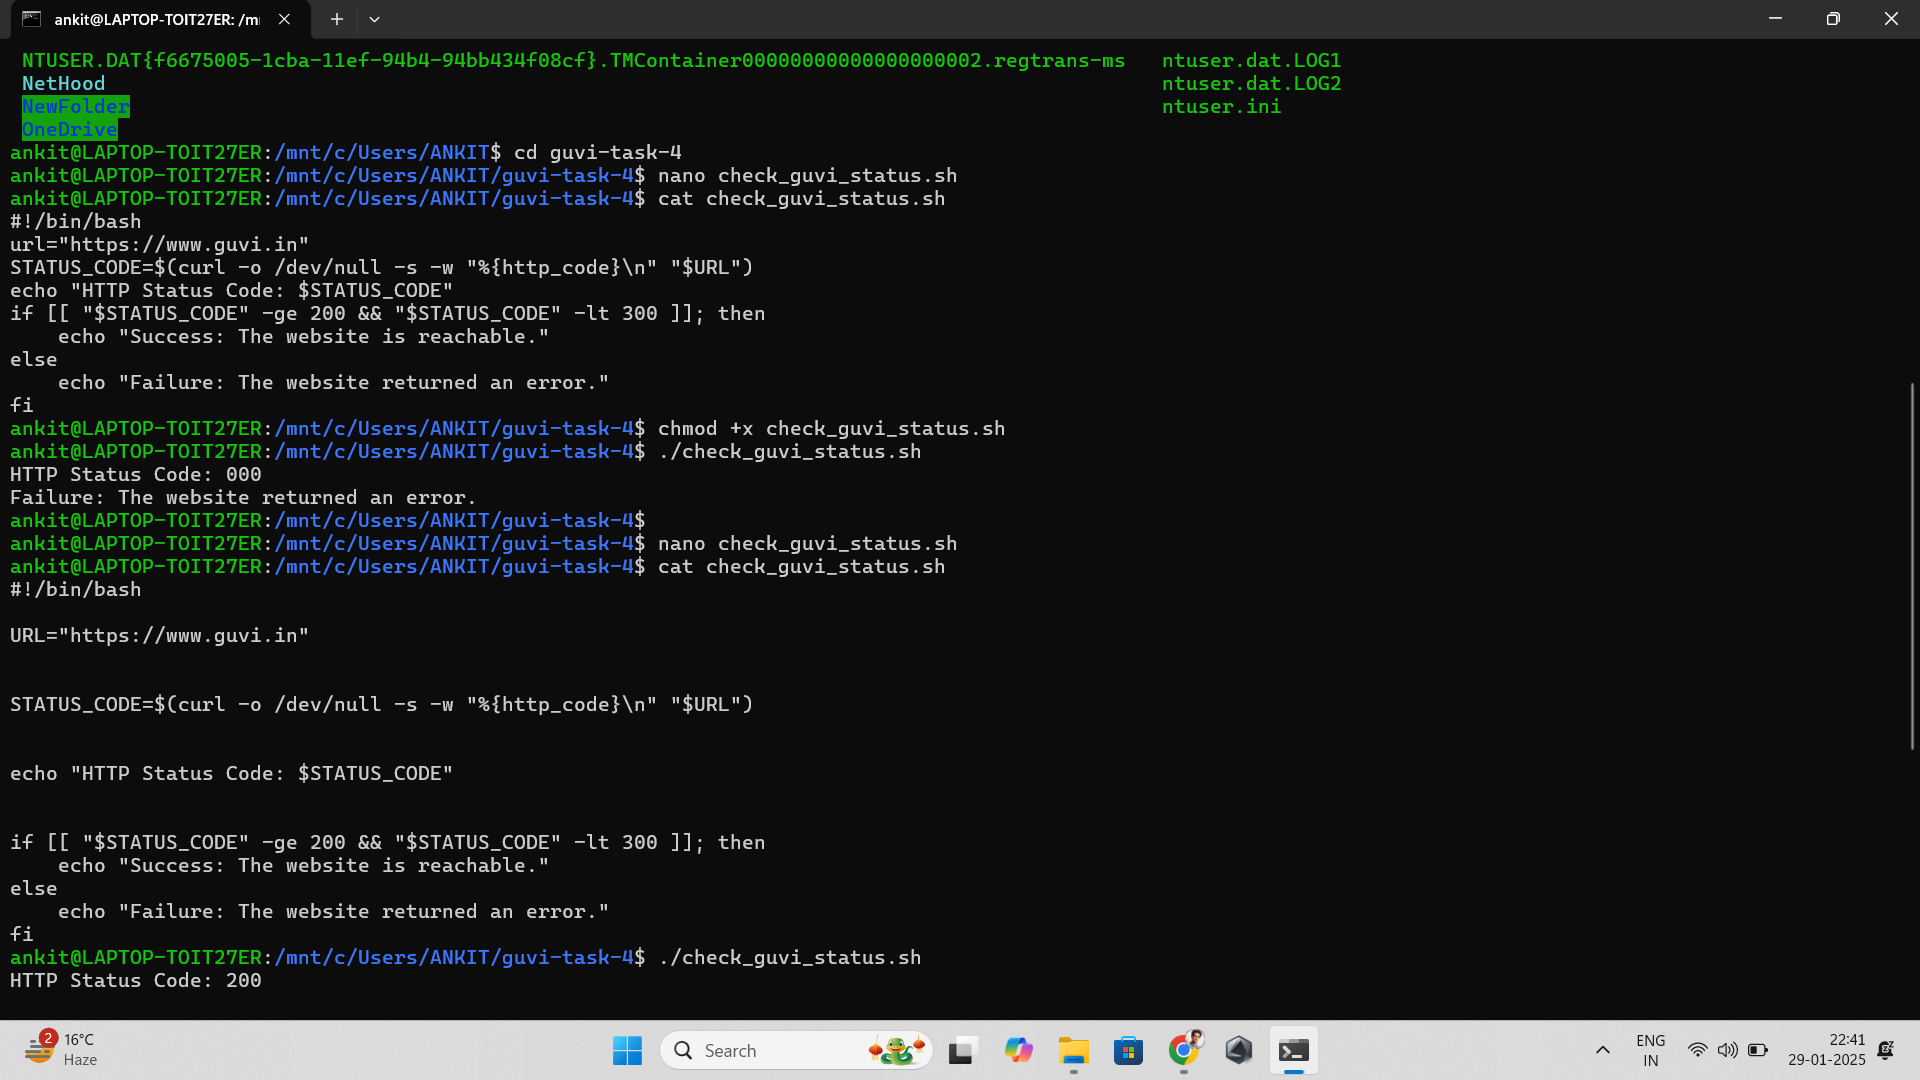 ankit@LAPTOP-TOIT27ER: /m
NTUSER.DAT{f6675005-1cba-11ef-94b4-94bb434f08cf}.TMContainer00000000000000000002.regtrans-ms ntuser.dat.LOG1
NetHood ntuser.dat.LOG2
NewFolder ntuser.ini
OneDrive
ankit@LAPTOP-TOIT27ER:/mnt/c/Users/ANKIT$ cd guvi-task-4
ankit@LAPTOP-TOIT27ER:/mnt/c/Users/ANKIT/guvi-task-4$ nano check_guvi_status.sh
ankit@LAPTOP-TOIT27ER:/mnt/c/Users/ANKIT/guvi-task-4$ cat check_guvi_status.sh
#!/bin/bash
url="https://www.guvi.in"
STATUS_CODE=$(curl -o /dev/null -s -w "%{http_code}\n" "$URL")
echo "HTTP Status Code: $STATUS_CODE"
if [[ "$STATUS_CODE" -ge 200 && "$STATUS_CODE" -lt 300 ]]; then
    echo "Success: The website is reachable."
else
    echo "Failure: The website returned an error."
fi
ankit@LAPTOP-TOIT27ER:/mnt/c/Users/ANKIT/guvi-task-4$ chmod +x check_guvi_status.sh
ankit@LAPTOP-TOIT27ER:/mnt/c/Users/ANKIT/guvi-task-4$ ./check_guvi_status.sh
HTTP Status Code: 000
Failure: The website returned an error.
ankit@LAPTOP-TOIT27ER:/mnt/c/Users/ANKIT/guvi-task-4$
ankit@LAPTOP-TOIT27ER:/mnt/c/Users/ANKIT/guvi-task-4$ nano check_guvi_status.sh
ankit@LAPTOP-TOIT27ER:/mnt/c/Users/ANKIT/guvi-task-4$ cat check_guvi_status.sh
#!/bin/bash
URL="https://www.guvi.in"
STATUS_CODE=$(curl -o /dev/null -s -w "%{http_code}\n" "$URL")
echo "HTTP Status Code: $STATUS_CODE"
if [[ "$STATUS_CODE" -ge 200 && "$STATUS_CODE" -lt 300 ]]; then
    echo "Success: The website is reachable."
else
    echo "Failure: The website returned an error."
fi
ankit@LAPTOP-TOIT27ER:/mnt/c/Users/ANKIT/guvi-task-4$ ./check_guvi_status.sh
HTTP Status Code: 200
2
16°C
Haze
Search
ENG
IN
22:41
29-01-2025